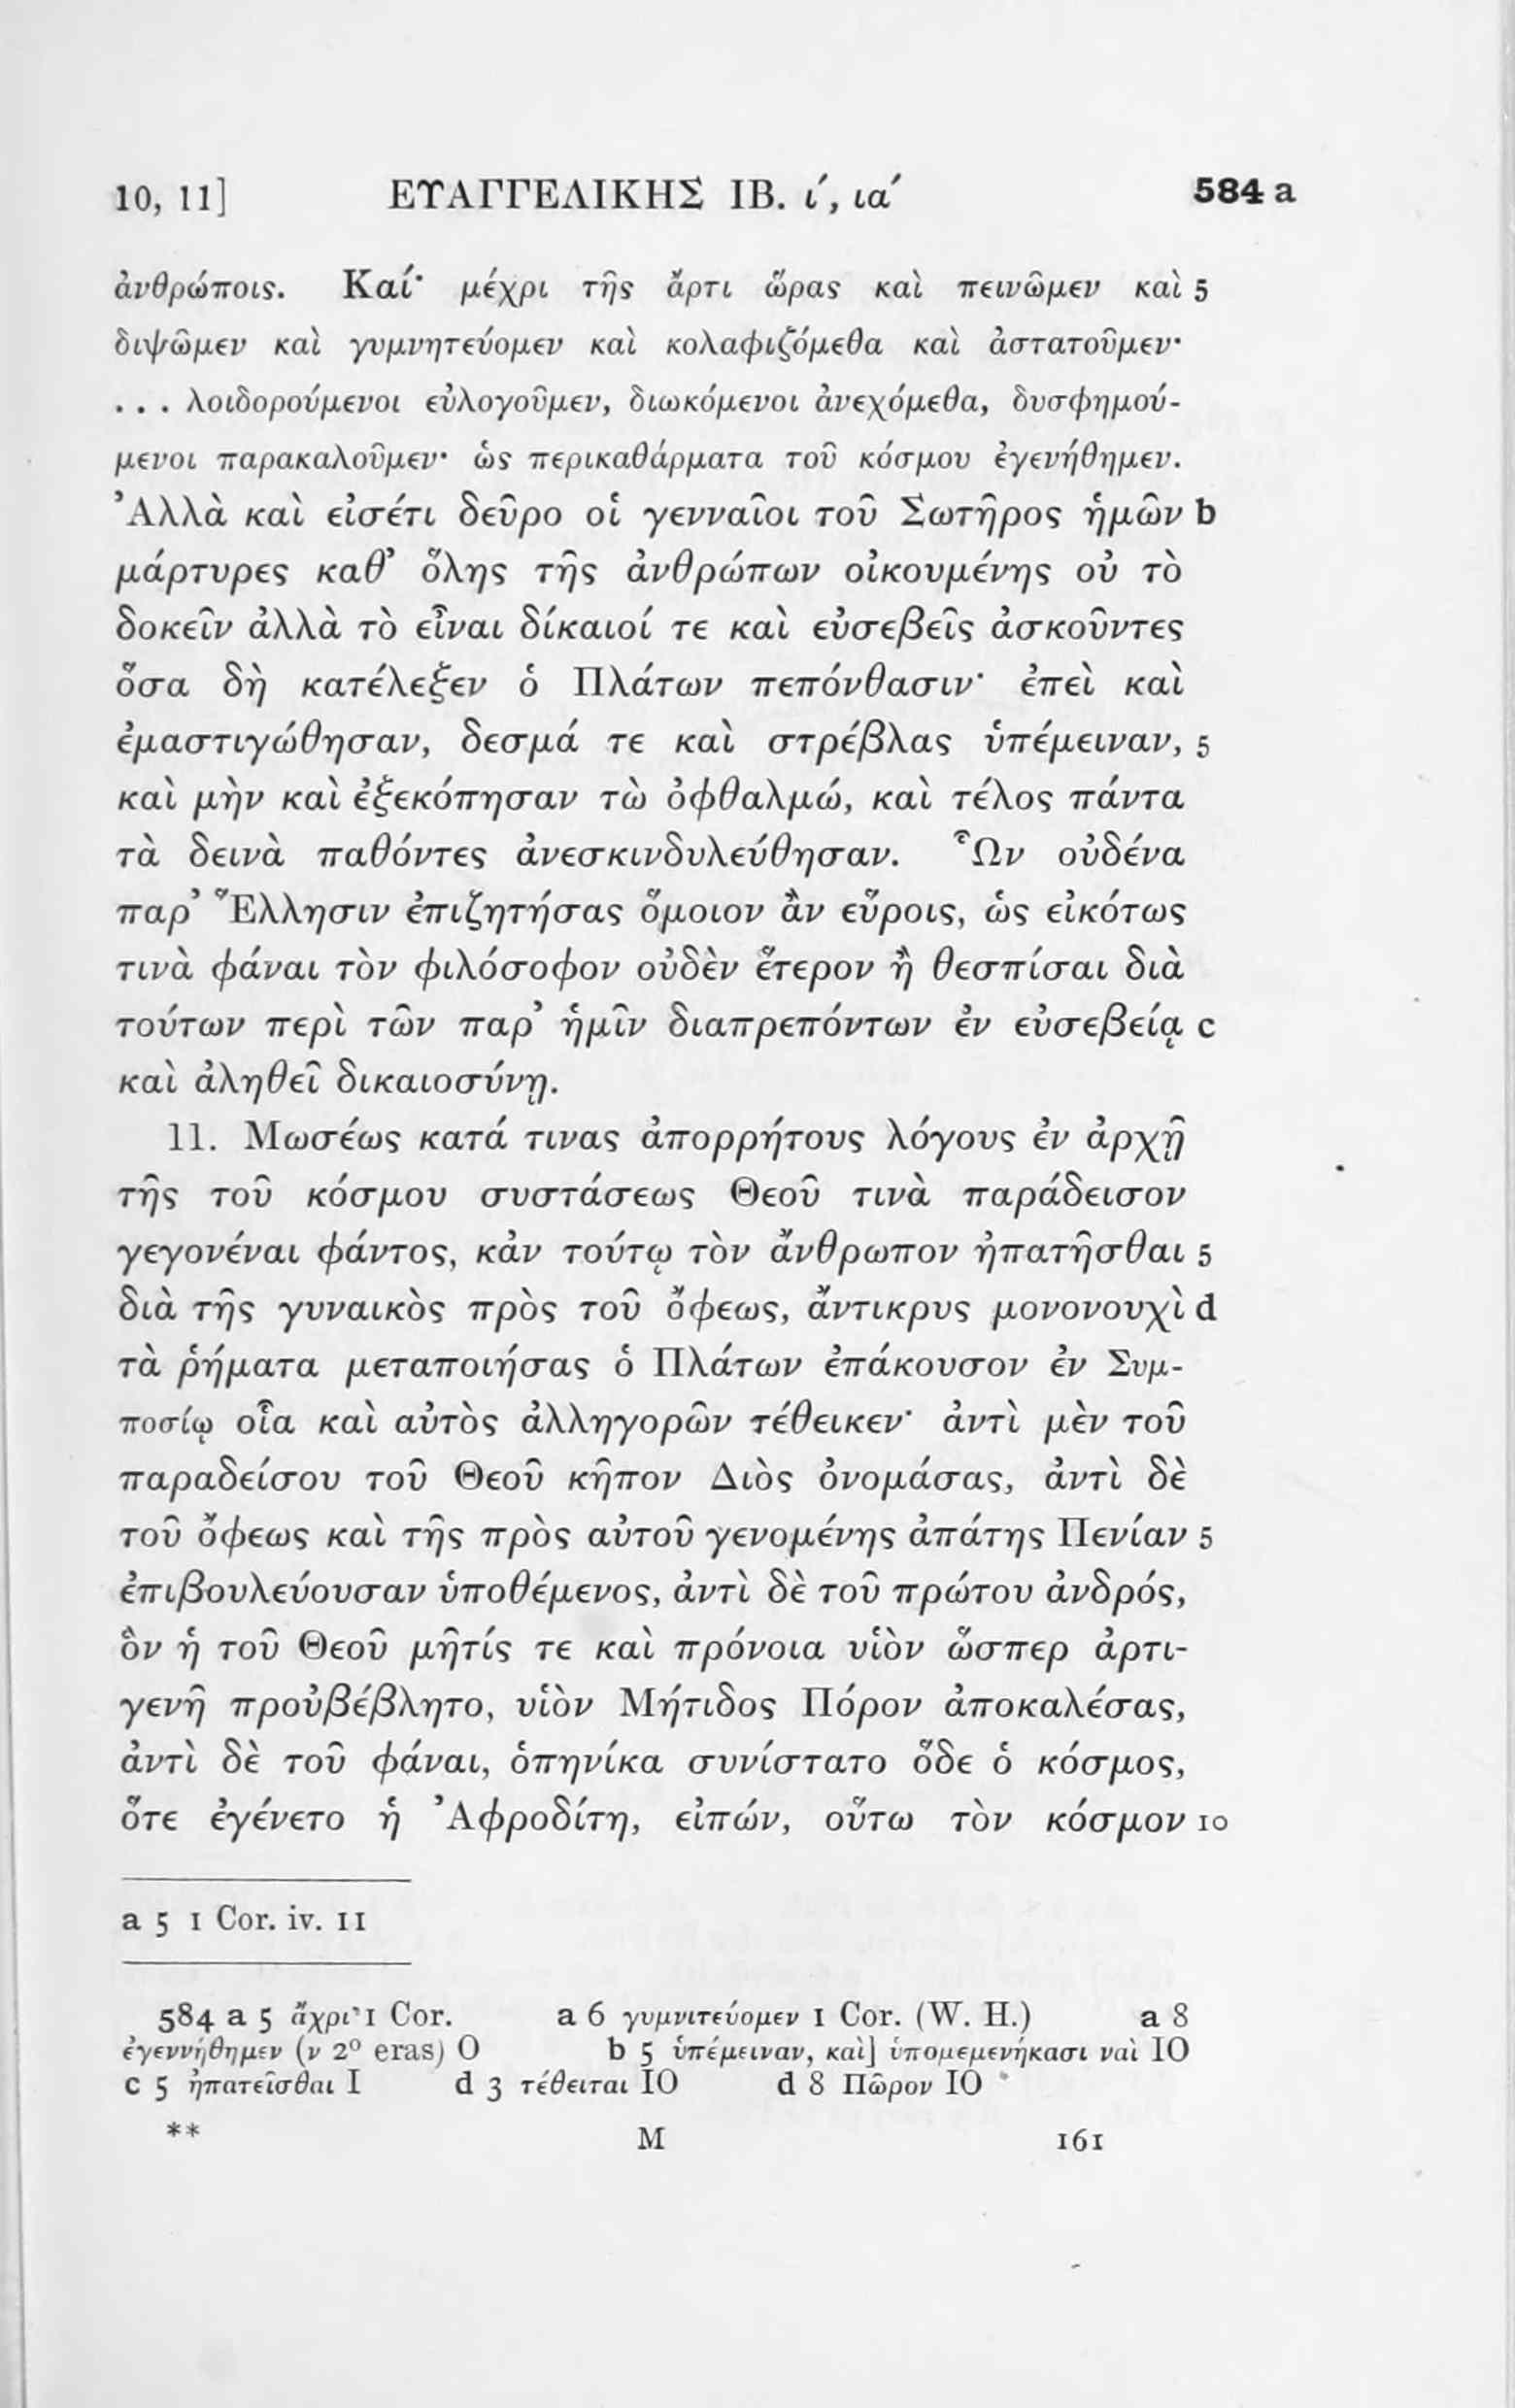 10, 11] ΕΥΑΓΓΕΛΙΚΗΣ ΙΒ. ί, ιά 584 a
ἀνθρώποις. Καί· μέχρι τῆς ἄρτι ὥρας καὶ πεινῶμεν καὶ 5
διψῶμεν καὶ γυμνητεύομεν καὶ κολαφιζόμεθα καὶ ἀστατοῦμεν·
. . . λοιδορούμενοι εὐλογοῦμεν, διωκόμενοι ἀνεχόμεθα, δυσφημού-
μενοι παρακαλοῦμεν· ὡς περικαθάρματα τοῦ κόσμου ἐγενήθημεν.
Ἀλλὰ καὶ εἰσέτι δεῦρο οἱ γενναῖοι τοῦ Σωτῆρος ἡμῶν b
μάρτυρες καθ’ ὅλης τῆς ἀνθρώπων οἰκουμένης οὐ τὸ
δοκεῖν ἀλλὰ τὸ εἶναι δίκαιοί τε καὶ εὐσεβεῖς ἀσκοῦντες
ὅσα δὴ κατέλεξεν ὁ Πλάτων πεπόνθασιν· ἐπεὶ καὶ
ἐμαστιγώθησαν, δεσμά τε καὶ στρέβλας ὑπέμειναν, 5
καὶ μὴν καὶ ἐξεκόπησαν τὼ ὀφθαλμώ, καὶ τέλος πάντα
τὰ δεινὰ παθόντες ἀνεσκινδυλεύθησαν. Ὧν οὐδένα
παρ’ Ἕλλησιν ἐπιζητήσας ὅμοιον ἂν εὕροις, ὡς εἰκότως
τινὰ φάναι τὸν φιλόσοφον οὐδὲν ἕτερον ἢ θεσπίσαι διὰ
τούτων περὶ τῶν παρ’ ἡμῖν διαπρεπόντων ἐν εὐσεβείᾳ c
καὶ ἀληθεῖ δικαιοσύνῃ.
11. Μωσέως κατά τινας ἀπορρήτους λόγους ἐν ἀρχῇ
τῆς τοῦ κόσμου συστάσεως Θεοῦ τινὰ παράδεισον
γεγονέναι φάντος, κἀν τούτῳ τὸν ἄνθρωπον ἠπατῆσθαι 5
διὰ τῆς γυναικὸς πρὸς τοῦ ὄφεως, ἄντικρυς μονονουχὶ d
τὰ ῥήματα μεταποιήσας ὁ Πλάτων ἐπάκουσον ἐν Συμ-
ποσίῳ οἷα καὶ αὐτὸς ἀλληγορῶν τέθεικεν· ἀντὶ μὲν τοῦ
παραδείσου τοῦ Θεοῦ κῆπον Διὸς ὀνομάσας, ἀντὶ δὲ
τοῦ ὄφεως καὶ τῆς πρὸς αὐτοῦ γενομένης ἀπάτης Πενίαν 5
ἐπιβουλεύουσαν ὑποθέμενος, ἀντὶ δὲ τοῦ πρώτου ἀνδρός,
ὃν ἡ τοῦ Θεοῦ μῆτίς τε καὶ πρόνοια υἱὸν ὥσπερ ἀρτι-
γενῆ προὐβέβλητο, υἱὸν Μήτιδος Πόρον ἀποκαλέσας,
ἀντὶ δὲ τοῦ φάναι, ὁπηνίκα συνίστατο ὅδε ὁ κόσμος,
ὅτε ἐγένετο ἡ Ἀφροδίτη, εἰπών, οὕτω τὸν κόσμον 10
a 5 1 Cor. iv. 11
584 a 5 ἄχρι 1 Cor. a 6 γυμνιτεύομεν 1 Cor. (W. H.) a 8
ἐγεννήθημεν (ν 2º eras) O b 5 ὑπέμειναν, καὶ] ὑπομεμενήκασι ναὶ IO
c 5 ἠπατεῖσθαι I d 3 τέθειται IO d 8 Πῶρον IO
** M 161